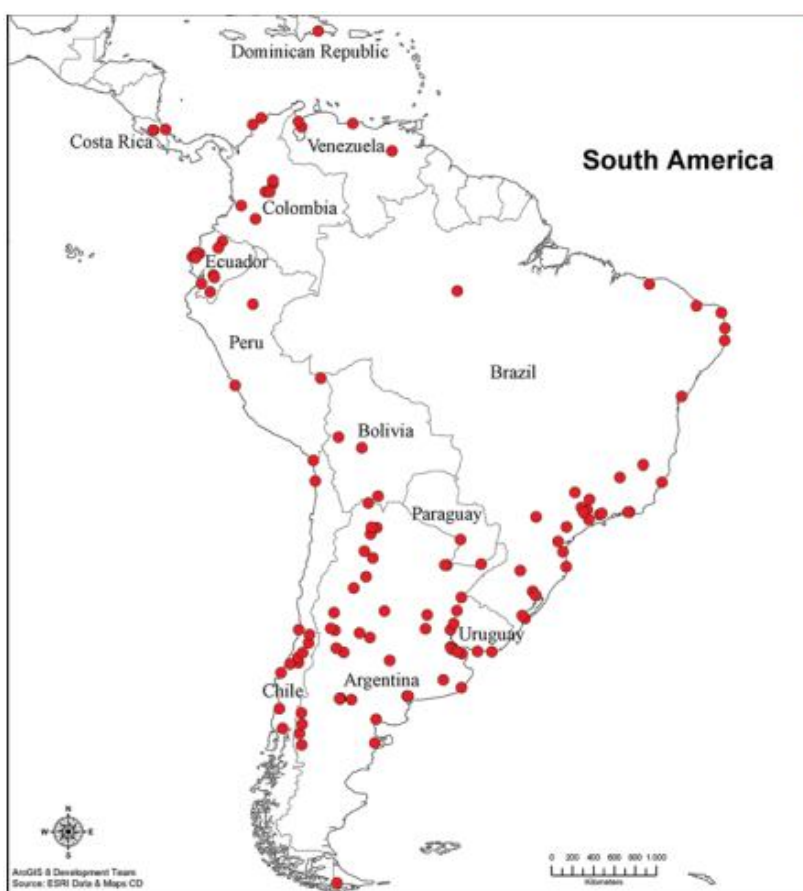 Dominican Republic
Costa Rica
Venezuela
South America
Colombia
Ecuador
Peru
Brazil
Bolivia
Paraguay
Uruguay
Argentina
Chile
N
W E
S
ArcGIS 8 Development Team
Source: ESRI Data & Maps CD
0 200 400 600 800 1.000
Kilometers